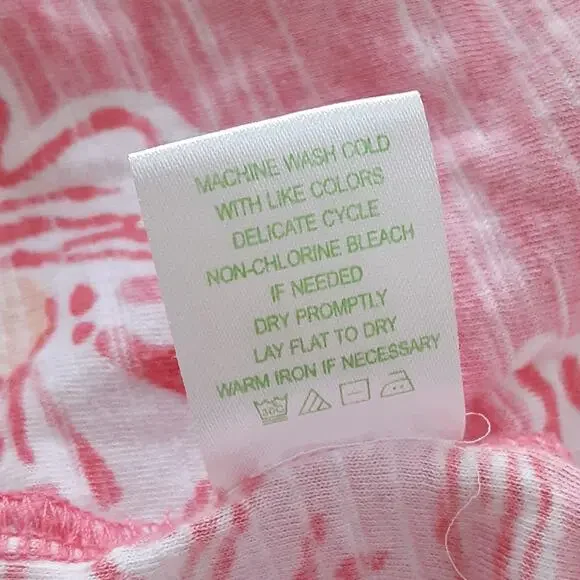 MACHINE WASH COLD
WITH LIKE COLORS
DELICATE CYCLE
NON-CHLORINE BLEACH
IF NEEDED
DRY PROMPTLY
LAY FLAT TO DRY
WARM IRON IF NECESSARY
30C